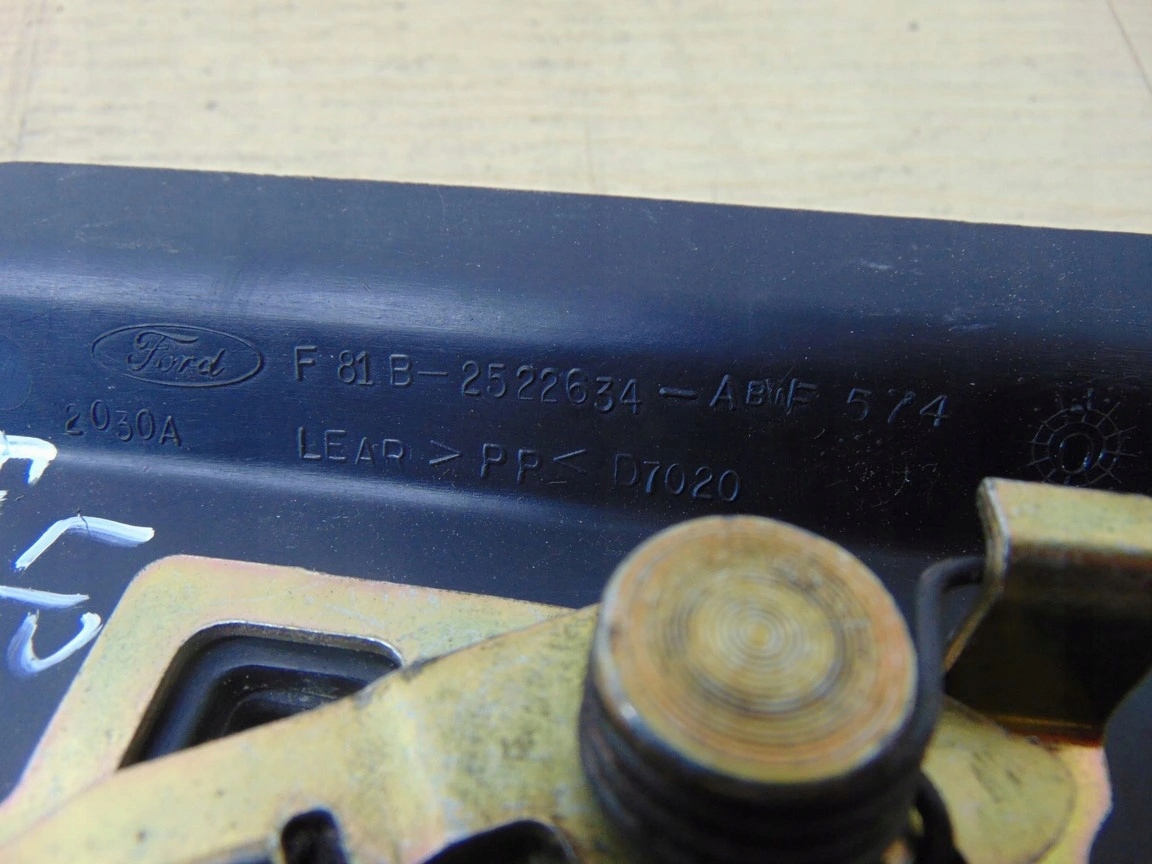 Ford F 81 B-2522634-ABWF 574
2030A
LEAR >PP< D7020